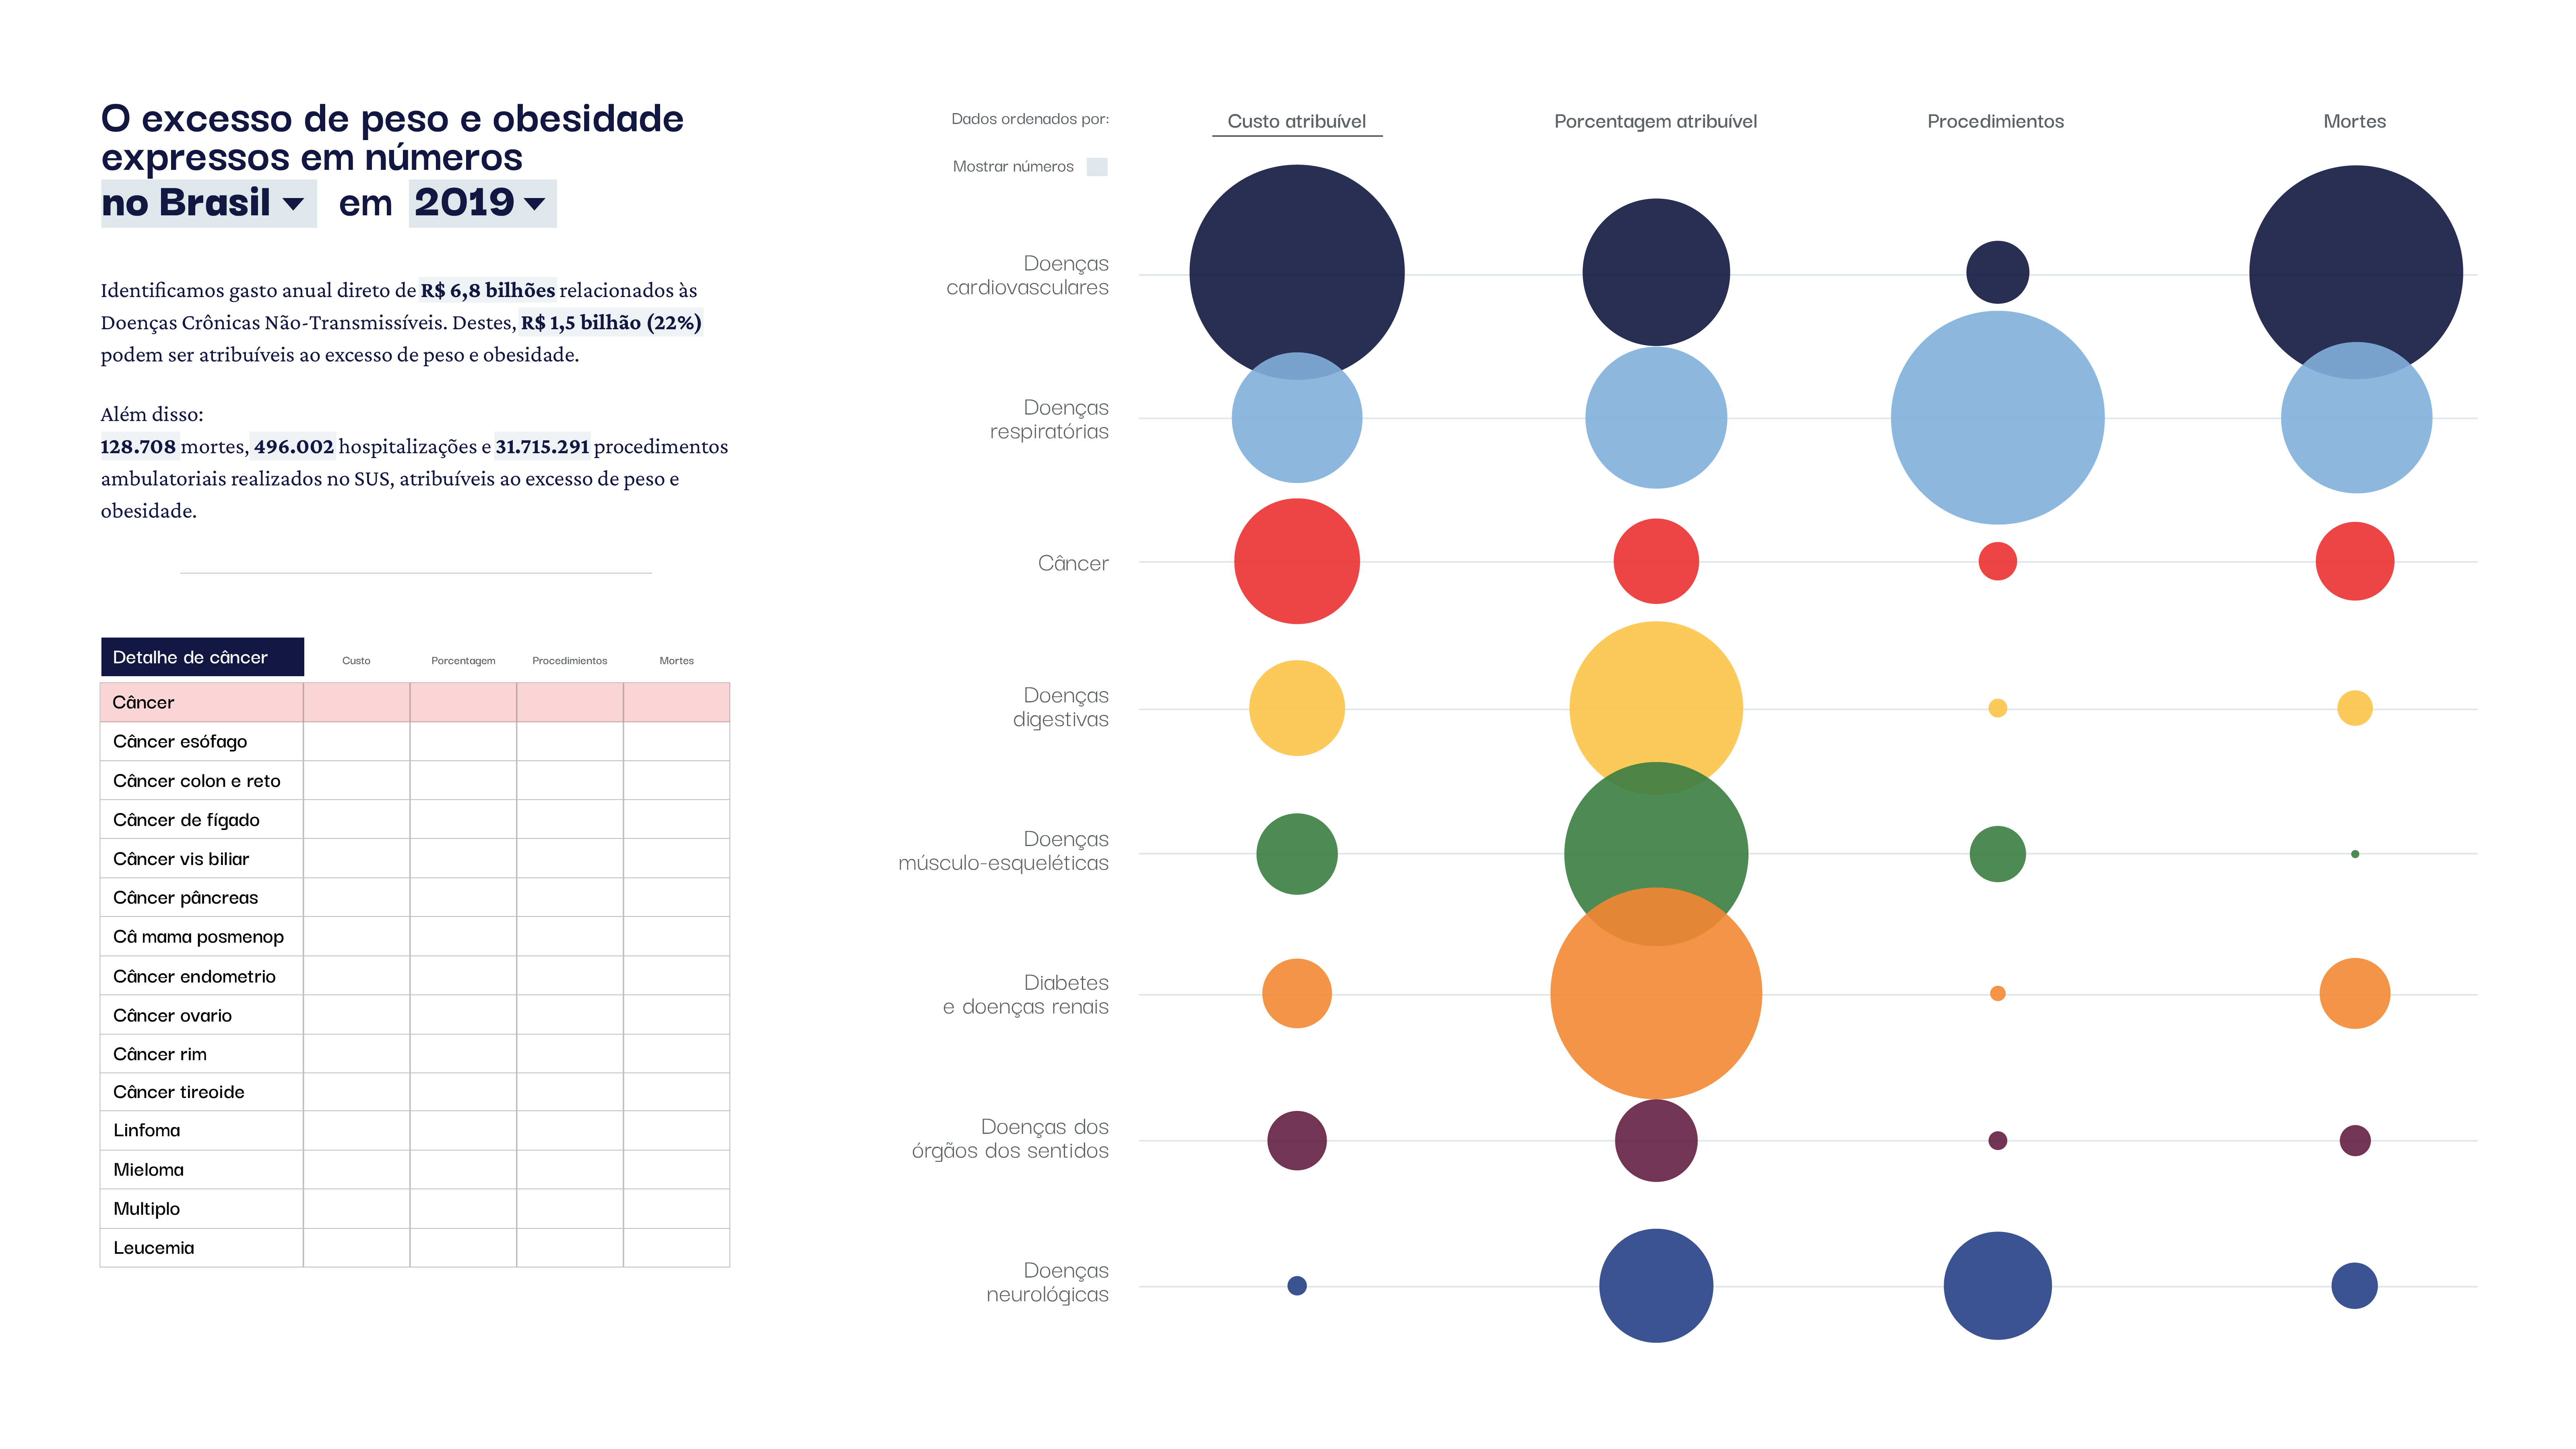 O excesso de peso e obesidade
expressos em números
no Brasil em 2019
Identificamos gasto anual direto de R$ 6,8 bilhões relacionados às
Doenças Crônicas Não-Transmissíveis. Destes, R$ 1,5 bilhão (22%)
podem ser atribuíveis ao excesso de peso e obesidade.
Além disso:
128.708 mortes, 496.002 hospitalizações e 31.715.291 procedimentos
ambulatoriais realizados no SUS, atribuíveis ao excesso de peso e
obesidade.
Detalhe de câncer Custo Porcentagem Procedimientos Mortes
Câncer
Câncer esófago
Câncer colon e reto
Câncer de fígado
Câncer vis biliar
Câncer pâncreas
Câ mama posmenop
Câncer endometrio
Câncer ovario
Câncer rim
Câncer tireoide
Linfoma
Mieloma
Multiplo
Leucemia
Dados ordenados por: Custo atribuível Porcentagem atribuível Procedimientos Mortes
Mostrar números
Doenças
cardiovasculares
Doenças
respiratórias
Câncer
Doenças
digestivas
Doenças
músculo-esqueléticas
Diabetes
e doenças renais
Doenças dos
órgãos dos sentidos
Doenças
neurológicas